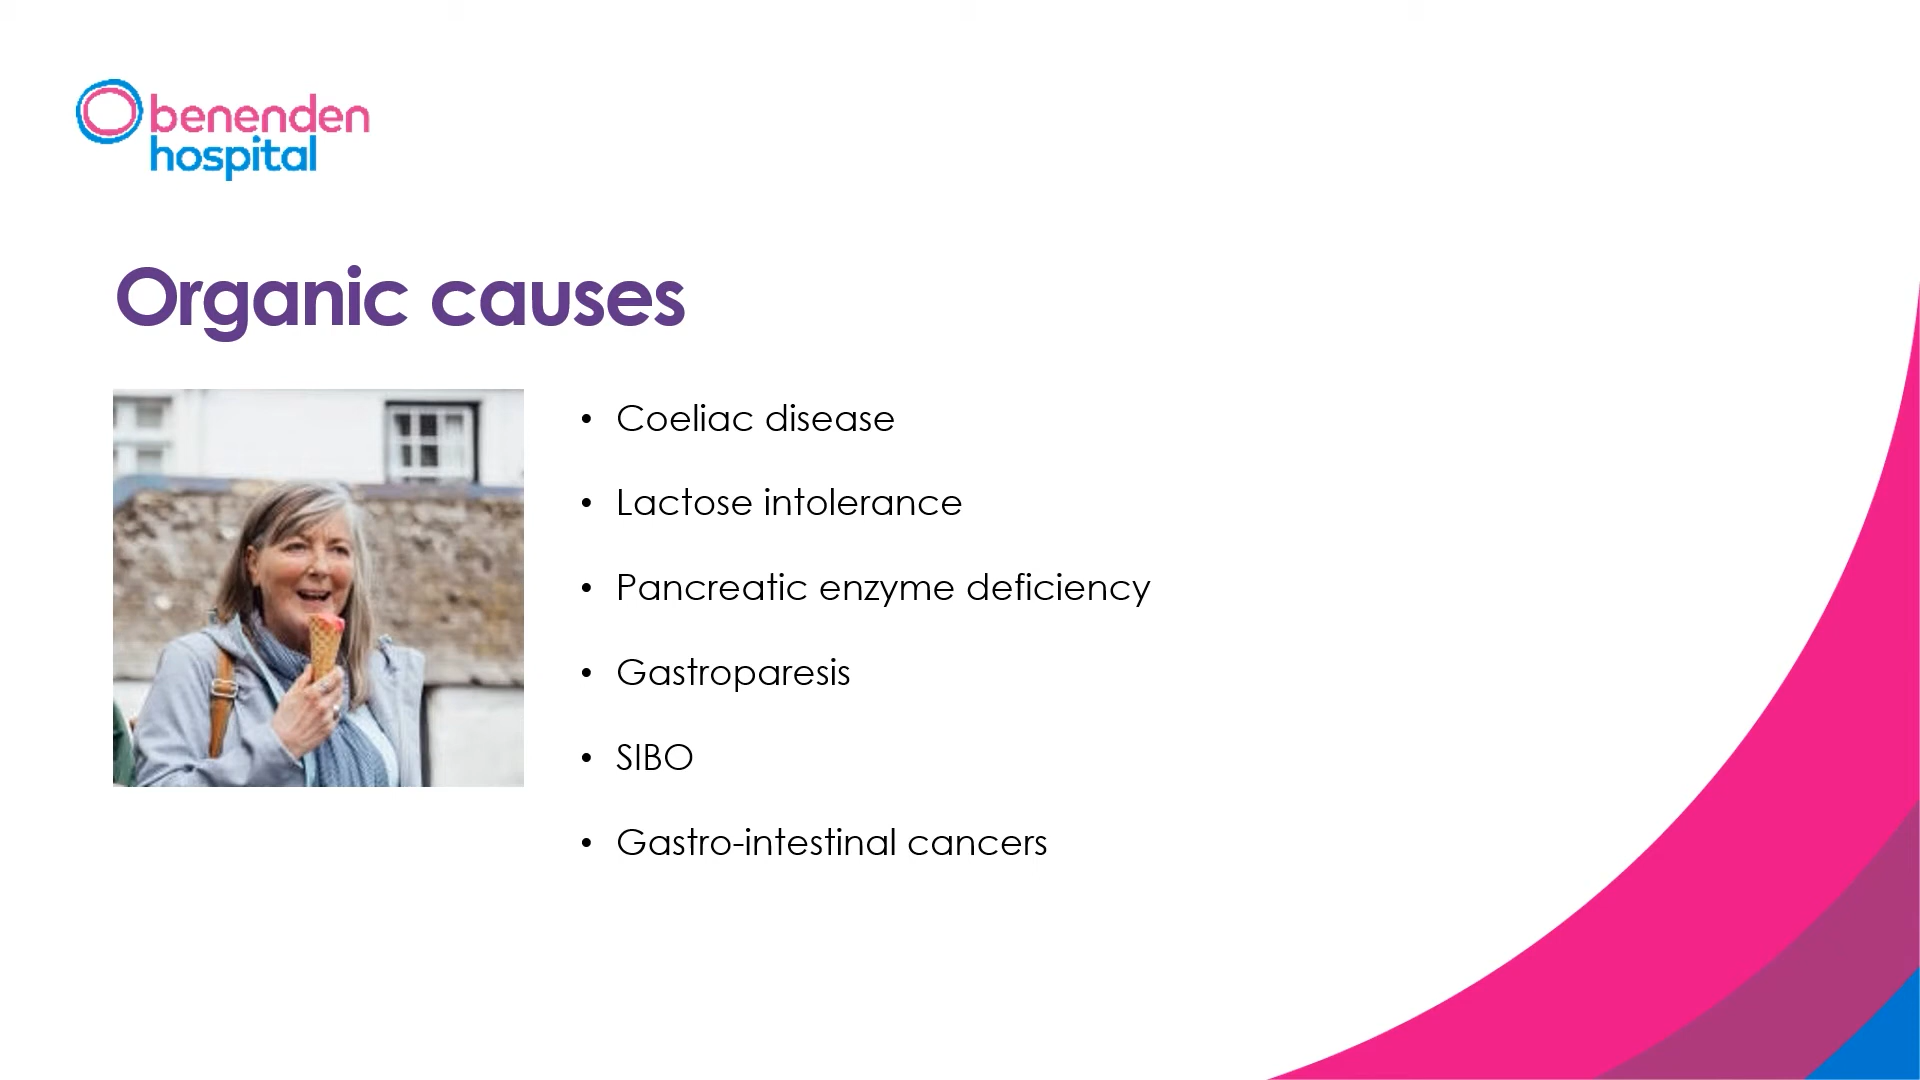 benenden
hospital
Organic causes
• Coeliac disease
• Lactose intolerance
• Pancreatic enzyme deficiency
• Gastroparesis
• SIBO
• Gastro-intestinal cancers